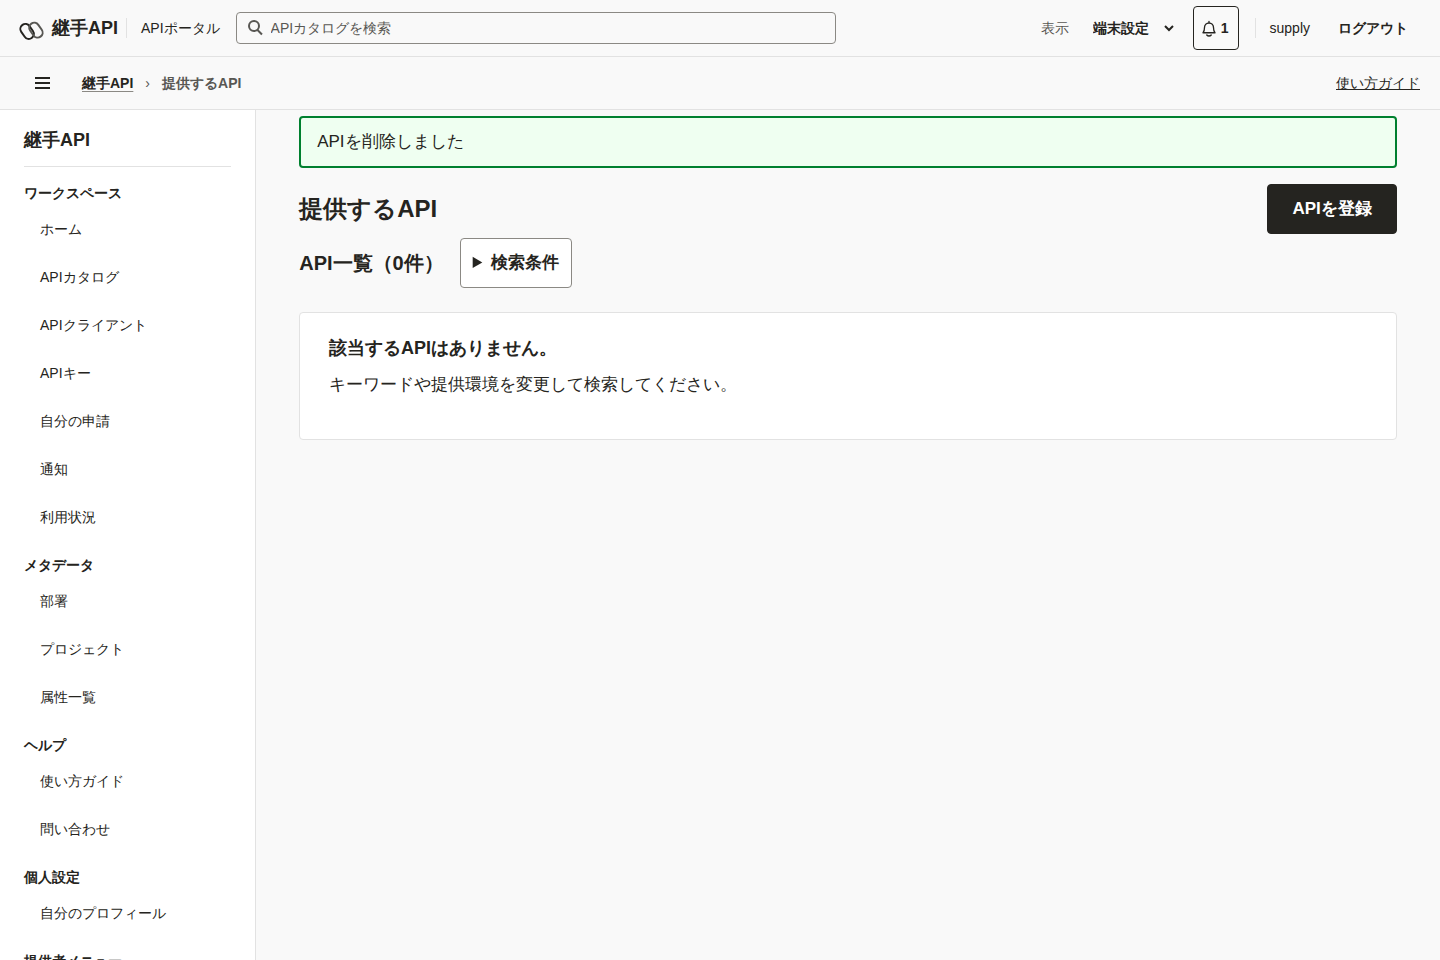 継手API
APIポータル
APIカタログを検索
表示
端末設定
1
supply
ログアウト
継手API › 提供するAPI
使い方ガイド
継手API
ワークスペース
ホーム
APIカタログ
APIクライアント
APIキー
自分の申請
通知
利用状況
メタデータ
部署
プロジェクト
属性一覧
ヘルプ
使い方ガイド
問い合わせ
個人設定
自分のプロフィール
提供者メニュー
APIを削除しました
提供するAPI
APIを登録
API一覧（0件）
検索条件
該当するAPIはありません。
キーワードや提供環境を変更して検索してください。